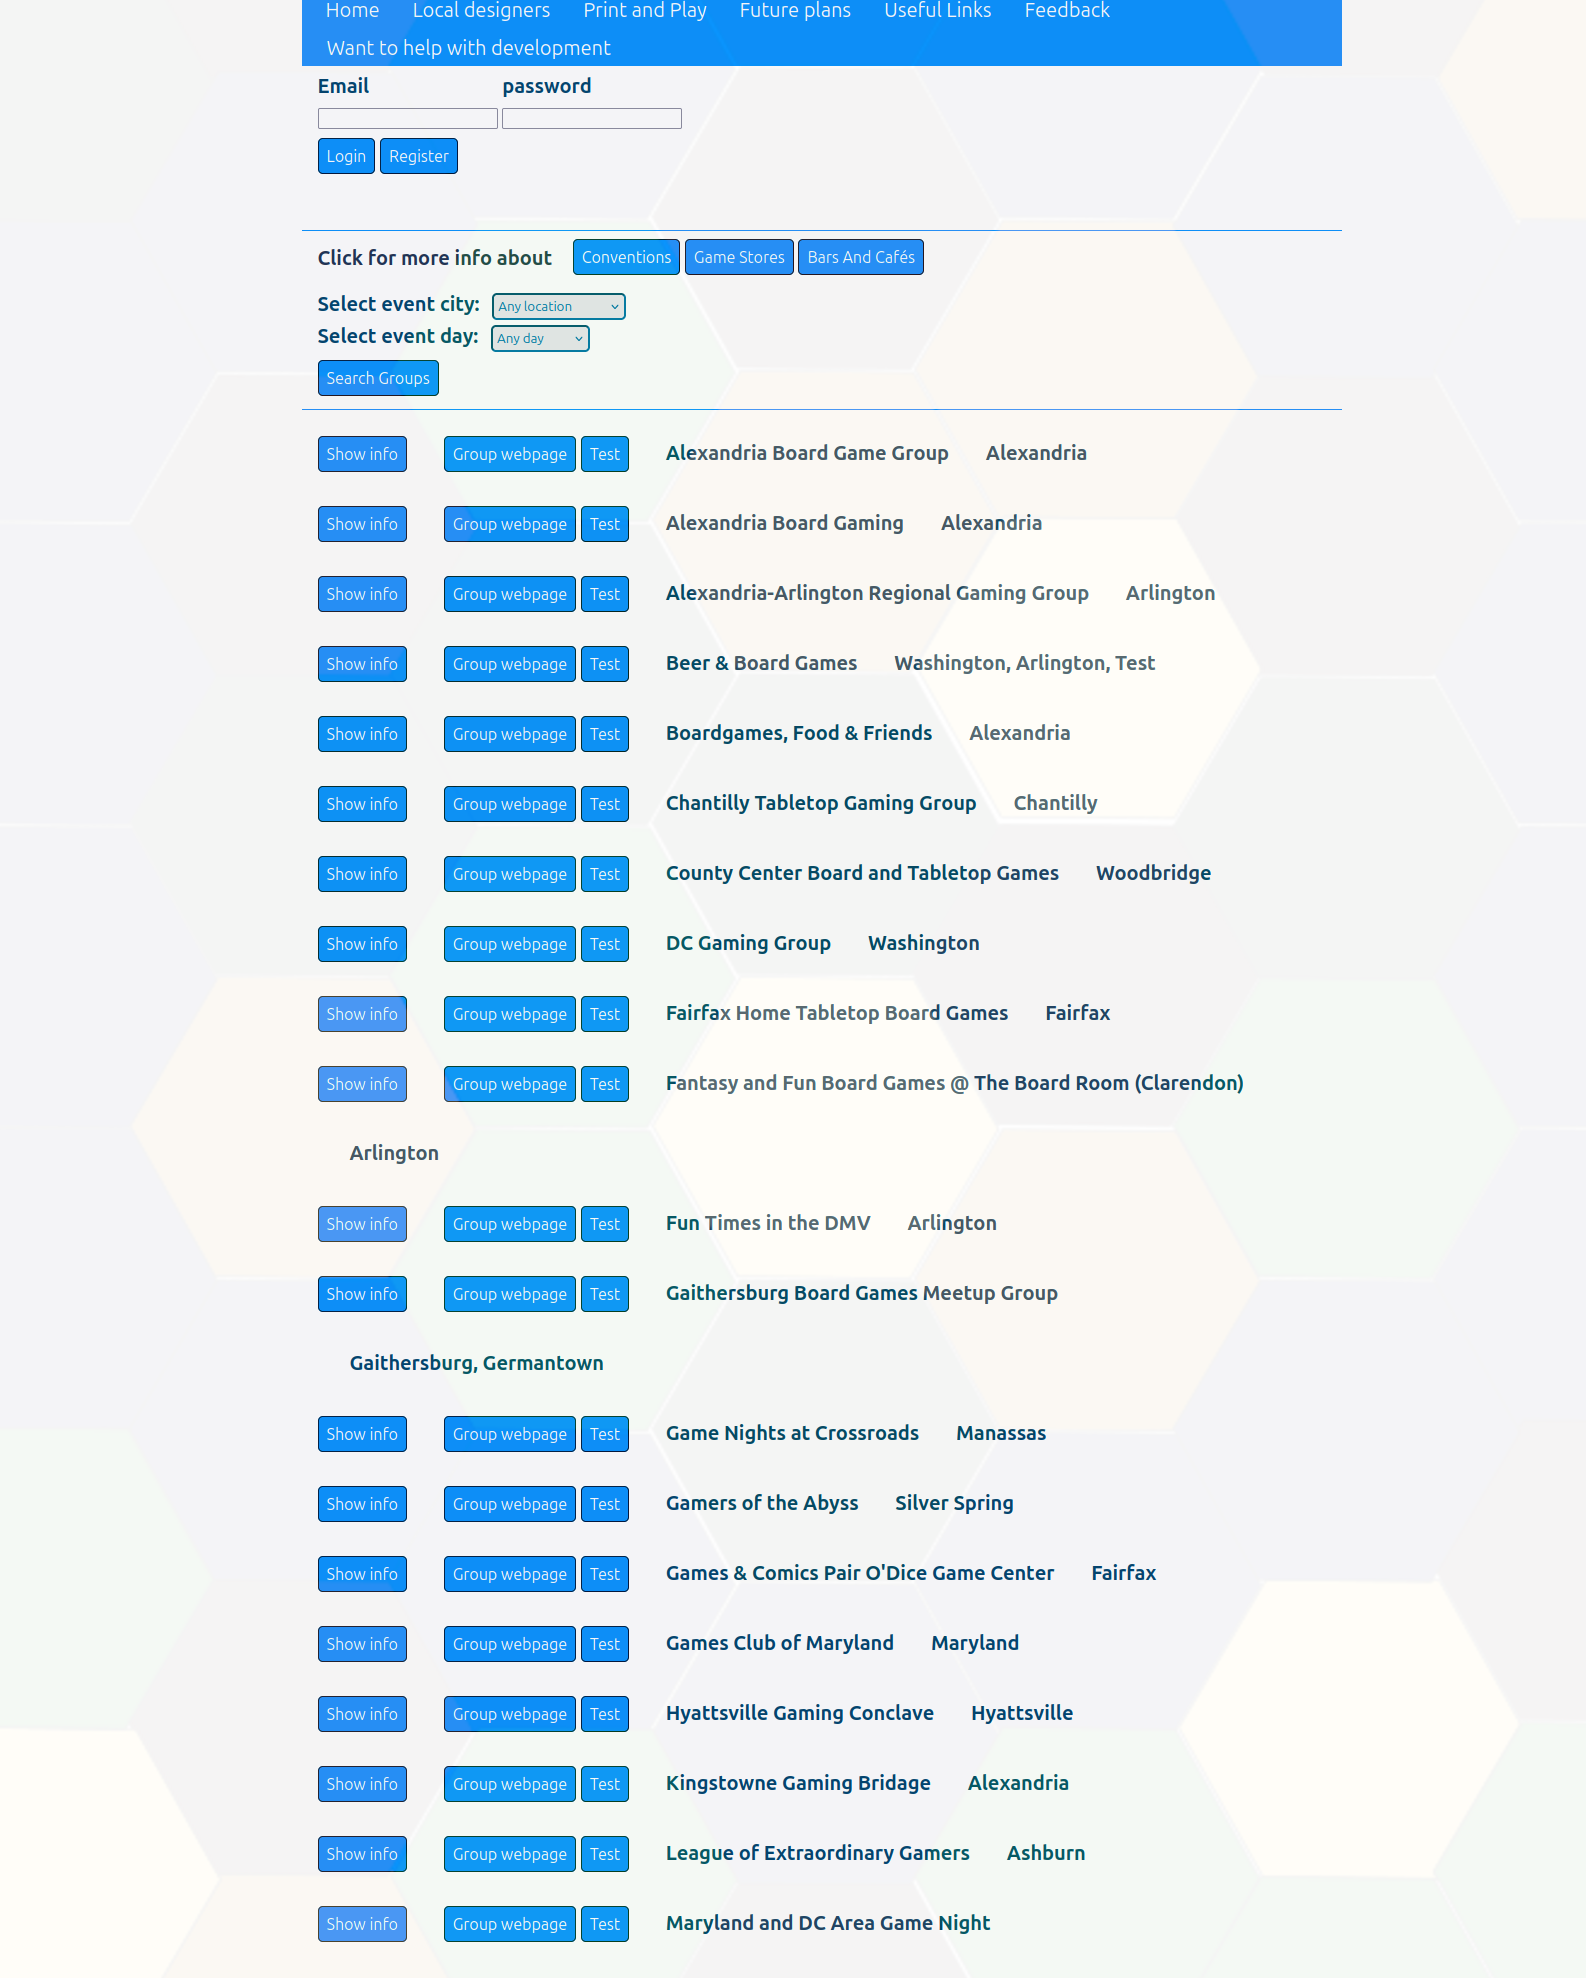 Home Local designers Print and Play Future plans Useful Links Feedback
Want to help with development
Email password
Login Register
Click for more info about Conventions Game Stores Bars And Cafés
Select event city: Any location
Select event day: Any day
Search Groups
Show info Group webpage Test Alexandria Board Game Group Alexandria
Show info Group webpage Test Alexandria Board Gaming Alexandria
Show info Group webpage Test Alexandria-Arlington Regional Gaming Group Arlington
Show info Group webpage Test Beer & Board Games Washington, Arlington, Test
Show info Group webpage Test Boardgames, Food & Friends Alexandria
Show info Group webpage Test Chantilly Tabletop Gaming Group Chantilly
Show info Group webpage Test County Center Board and Tabletop Games Woodbridge
Show info Group webpage Test DC Gaming Group Washington
Show info Group webpage Test Fairfax Home Tabletop Board Games Fairfax
Show info Group webpage Test Fantasy and Fun Board Games @ The Board Room (Clarendon)
Arlington
Show info Group webpage Test Fun Times in the DMV Arlington
Show info Group webpage Test Gaithersburg Board Games Meetup Group
Gaithersburg, Germantown
Show info Group webpage Test Game Nights at Crossroads Manassas
Show info Group webpage Test Gamers of the Abyss Silver Spring
Show info Group webpage Test Games & Comics Pair O'Dice Game Center Fairfax
Show info Group webpage Test Games Club of Maryland Maryland
Show info Group webpage Test Hyattsville Gaming Conclave Hyattsville
Show info Group webpage Test Kingstowne Gaming Bridage Alexandria
Show info Group webpage Test League of Extraordinary Gamers Ashburn
Show info Group webpage Test Maryland and DC Area Game Night